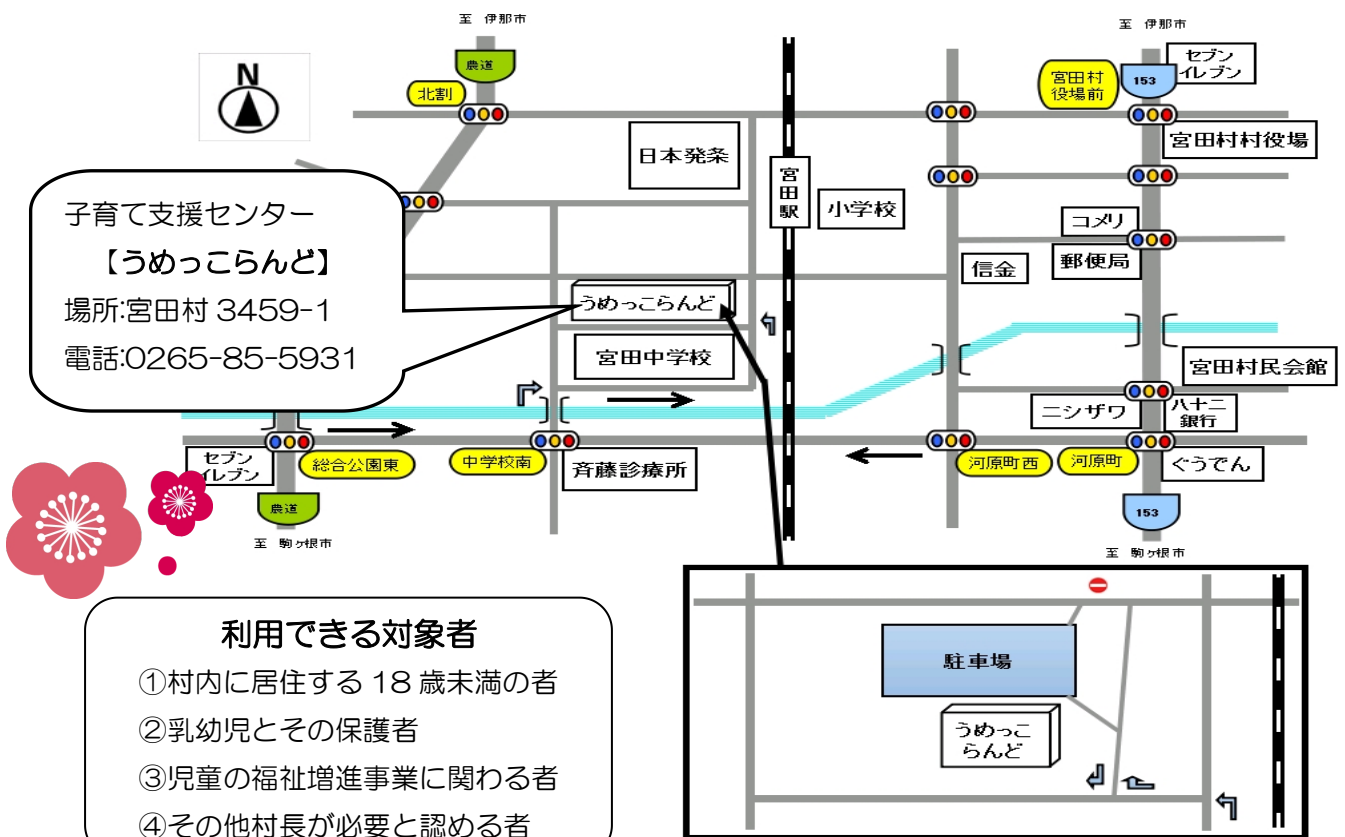 至 伊那市
至 伊那市
N
農道
北割
宮田村
役場前
153
セブン
イレブン
宮田村村役場
日本発条
宮田駅
小学校
コメリ
郵便局
信金
子育て支援センター
【うめっこらんど】
場所:宮田村 3459-1
電話:0265-85-5931
うめっこらんど
宮田中学校
宮田村民会館
ニシザワ
八十二
銀行
セブン
イレブン
総合公園東
中学校南
斉藤診療所
河原町西
河原町
ぐうでん
農道
153
至 駒ヶ根市
至 駒ヶ根市
利用できる対象者
①村内に居住する 18 歳未満の者
②乳幼児とその保護者
③児童の福祉増進事業に関わる者
④その他村長が必要と認める者
駐車場
うめっこ
らんど